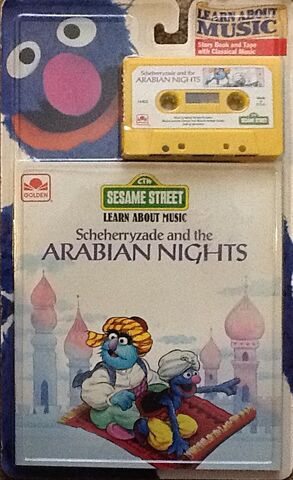 LEARN ABOUT
MUSIC
Story Book and Tape
with Classical Music
Scheherryzade and the
ARABIAN NIGHTS
CTW
SESAME STREET
GOLDEN
CTW
SESAME STREET
LEARN ABOUT MUSIC
Scheherryzade and the
ARABIAN NIGHTS